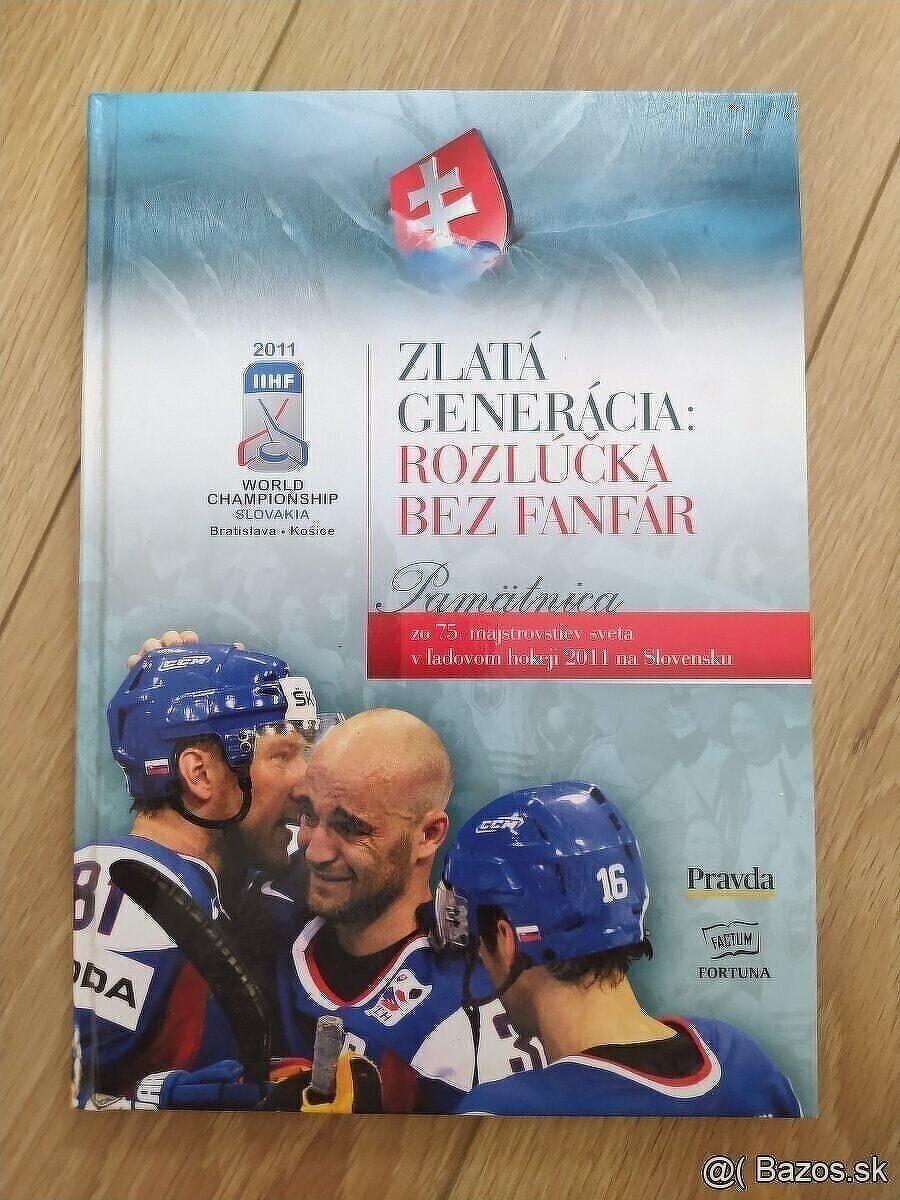 2011
IIHF
WORLD
CHAMPIONSHIP
SLOVAKIA
Bratislava • Košice
ZLATÁ
GENERÁCIA:
ROZLÚČKA
BEZ FANFÁR
Pamätnica
zo 75. majstrovstiev sveta
v ľadovom hokeji 2011 na Slovensku
CCM
ŠK
81
CCM
16
Pravda
FACTUM
FORTUNA
@( Bazos.sk